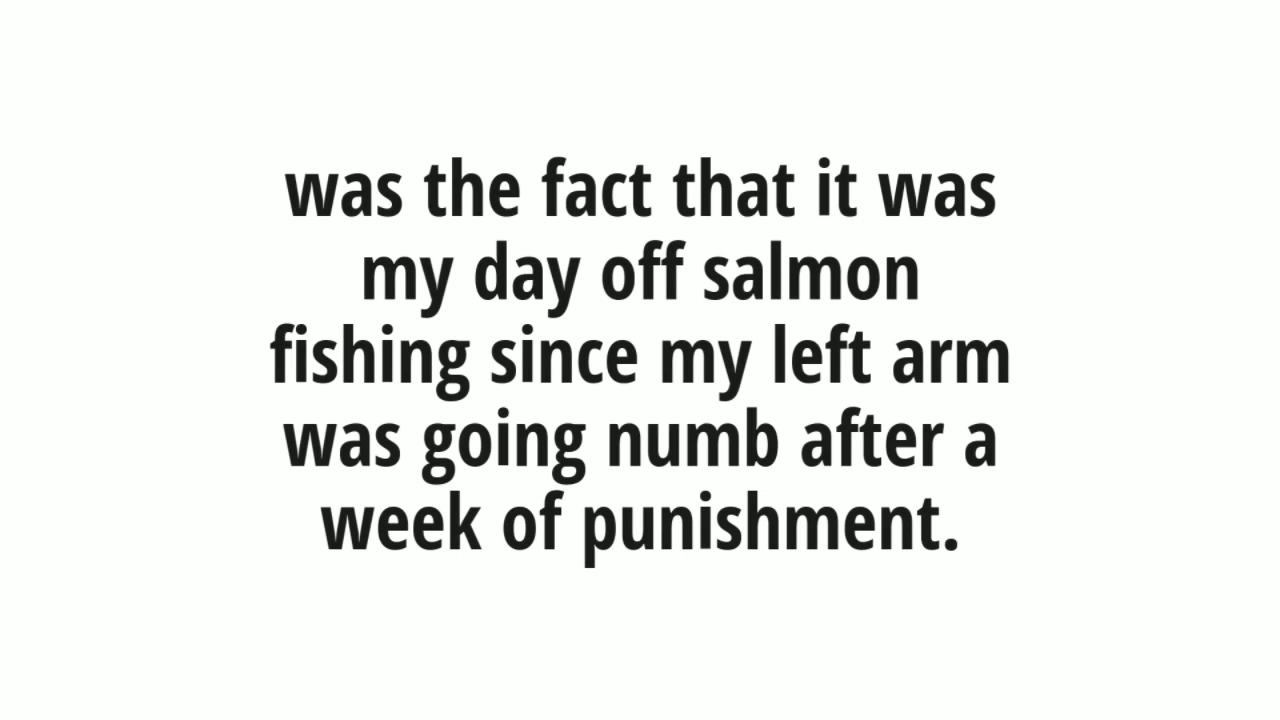 was the fact that it was
my day off salmon
fishing since my left arm
was going numb after a
week of punishment.